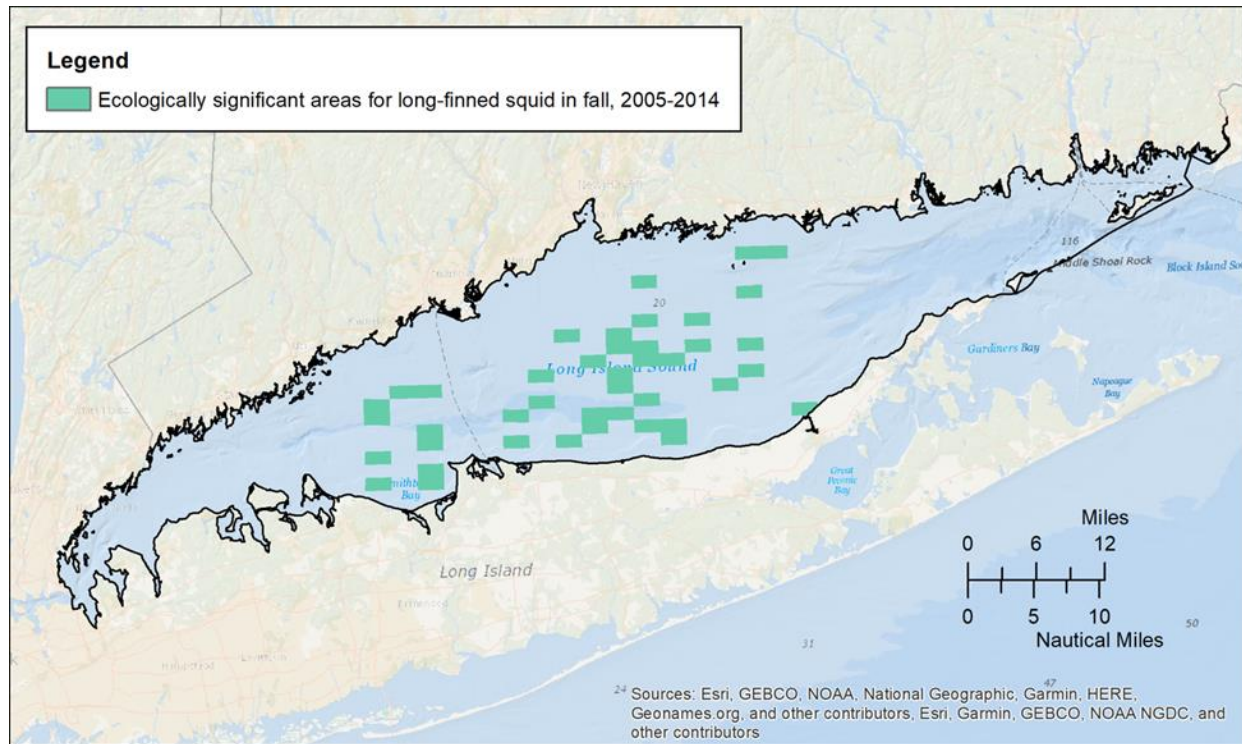 Legend
Ecologically significant areas for long-finned squid in fall, 2005-2014
116
Middle Shoal Rock
Block Island
20
Long Island Sound
Gardiners Bay
Napeague
Bay
Great
Peconic
Bay
Bay
Long Island
Miles
0 6 12
0 5 10
Nautical Miles
50
31
47
24
Sources: Esri, GEBCO, NOAA, National Geographic, Garmin, HERE,
Geonames.org, and other contributors, Esri, Garmin, GEBCO, NOAA NGDC, and
other contributors